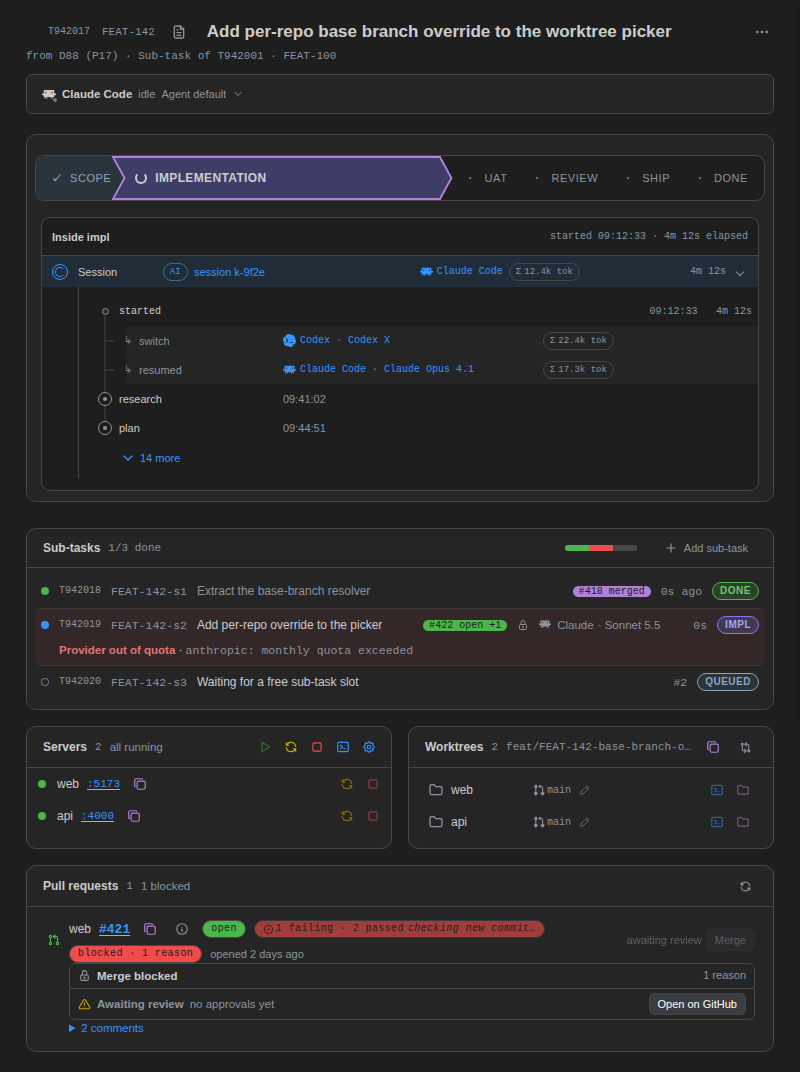 T942017 FEAT-142 Add per-repo base branch override to the worktree picker
from D88 (P17) · Sub-task of T942001 · FEAT-100
Claude Code idle Agent default
SCOPE IMPLEMENTATION · UAT · REVIEW · SHIP · DONE
Inside impl started 09:12:33 · 4m 12s elapsed
Session AI session k-9f2e Claude Code Σ 12.4k tok 4m 12s
started 09:12:33 4m 12s
↳ switch Codex · Codex X Σ 22.4k tok
↳ resumed Claude Code · Claude Opus 4.1 Σ 17.3k tok
research 09:41:02
plan 09:44:51
14 more
Sub-tasks 1/3 done Add sub-task
T942018 FEAT-142-s1 Extract the base-branch resolver #418 merged 0s ago DONE
T942019 FEAT-142-s2 Add per-repo override to the picker #422 open +1 Claude · Sonnet 5.5 0s IMPL
Provider out of quota · anthropic: monthly quota exceeded
T942020 FEAT-142-s3 Waiting for a free sub-task slot #2 QUEUED
Servers 2 all running
web :5173
api :4000
Worktrees 2 feat/FEAT-142-base-branch-o…
web main
api main
Pull requests 1 1 blocked
web #421 open 1 failing · 2 passed checking new commit…
blocked · 1 reason opened 2 days ago
awaiting review Merge
Merge blocked 1 reason
Awaiting review no approvals yet Open on GitHub
2 comments